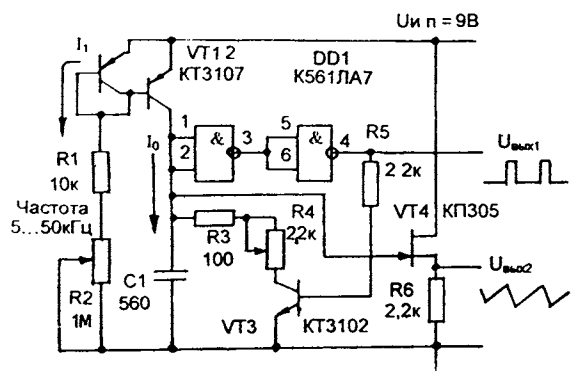 Uи п = 9В
I₁
VT1 2
КТ3107
DD1
К561ЛА7
1
2
&
3
5
6
&
4
R5
2 2к
Uвых1
I₀
R1
10к
Частота
5...50кГц
R2
1М
C1
560
R3
100
R4
2,2к
VT3
КТ3102
VT4
КП305
Uвых2
R6
2,2к